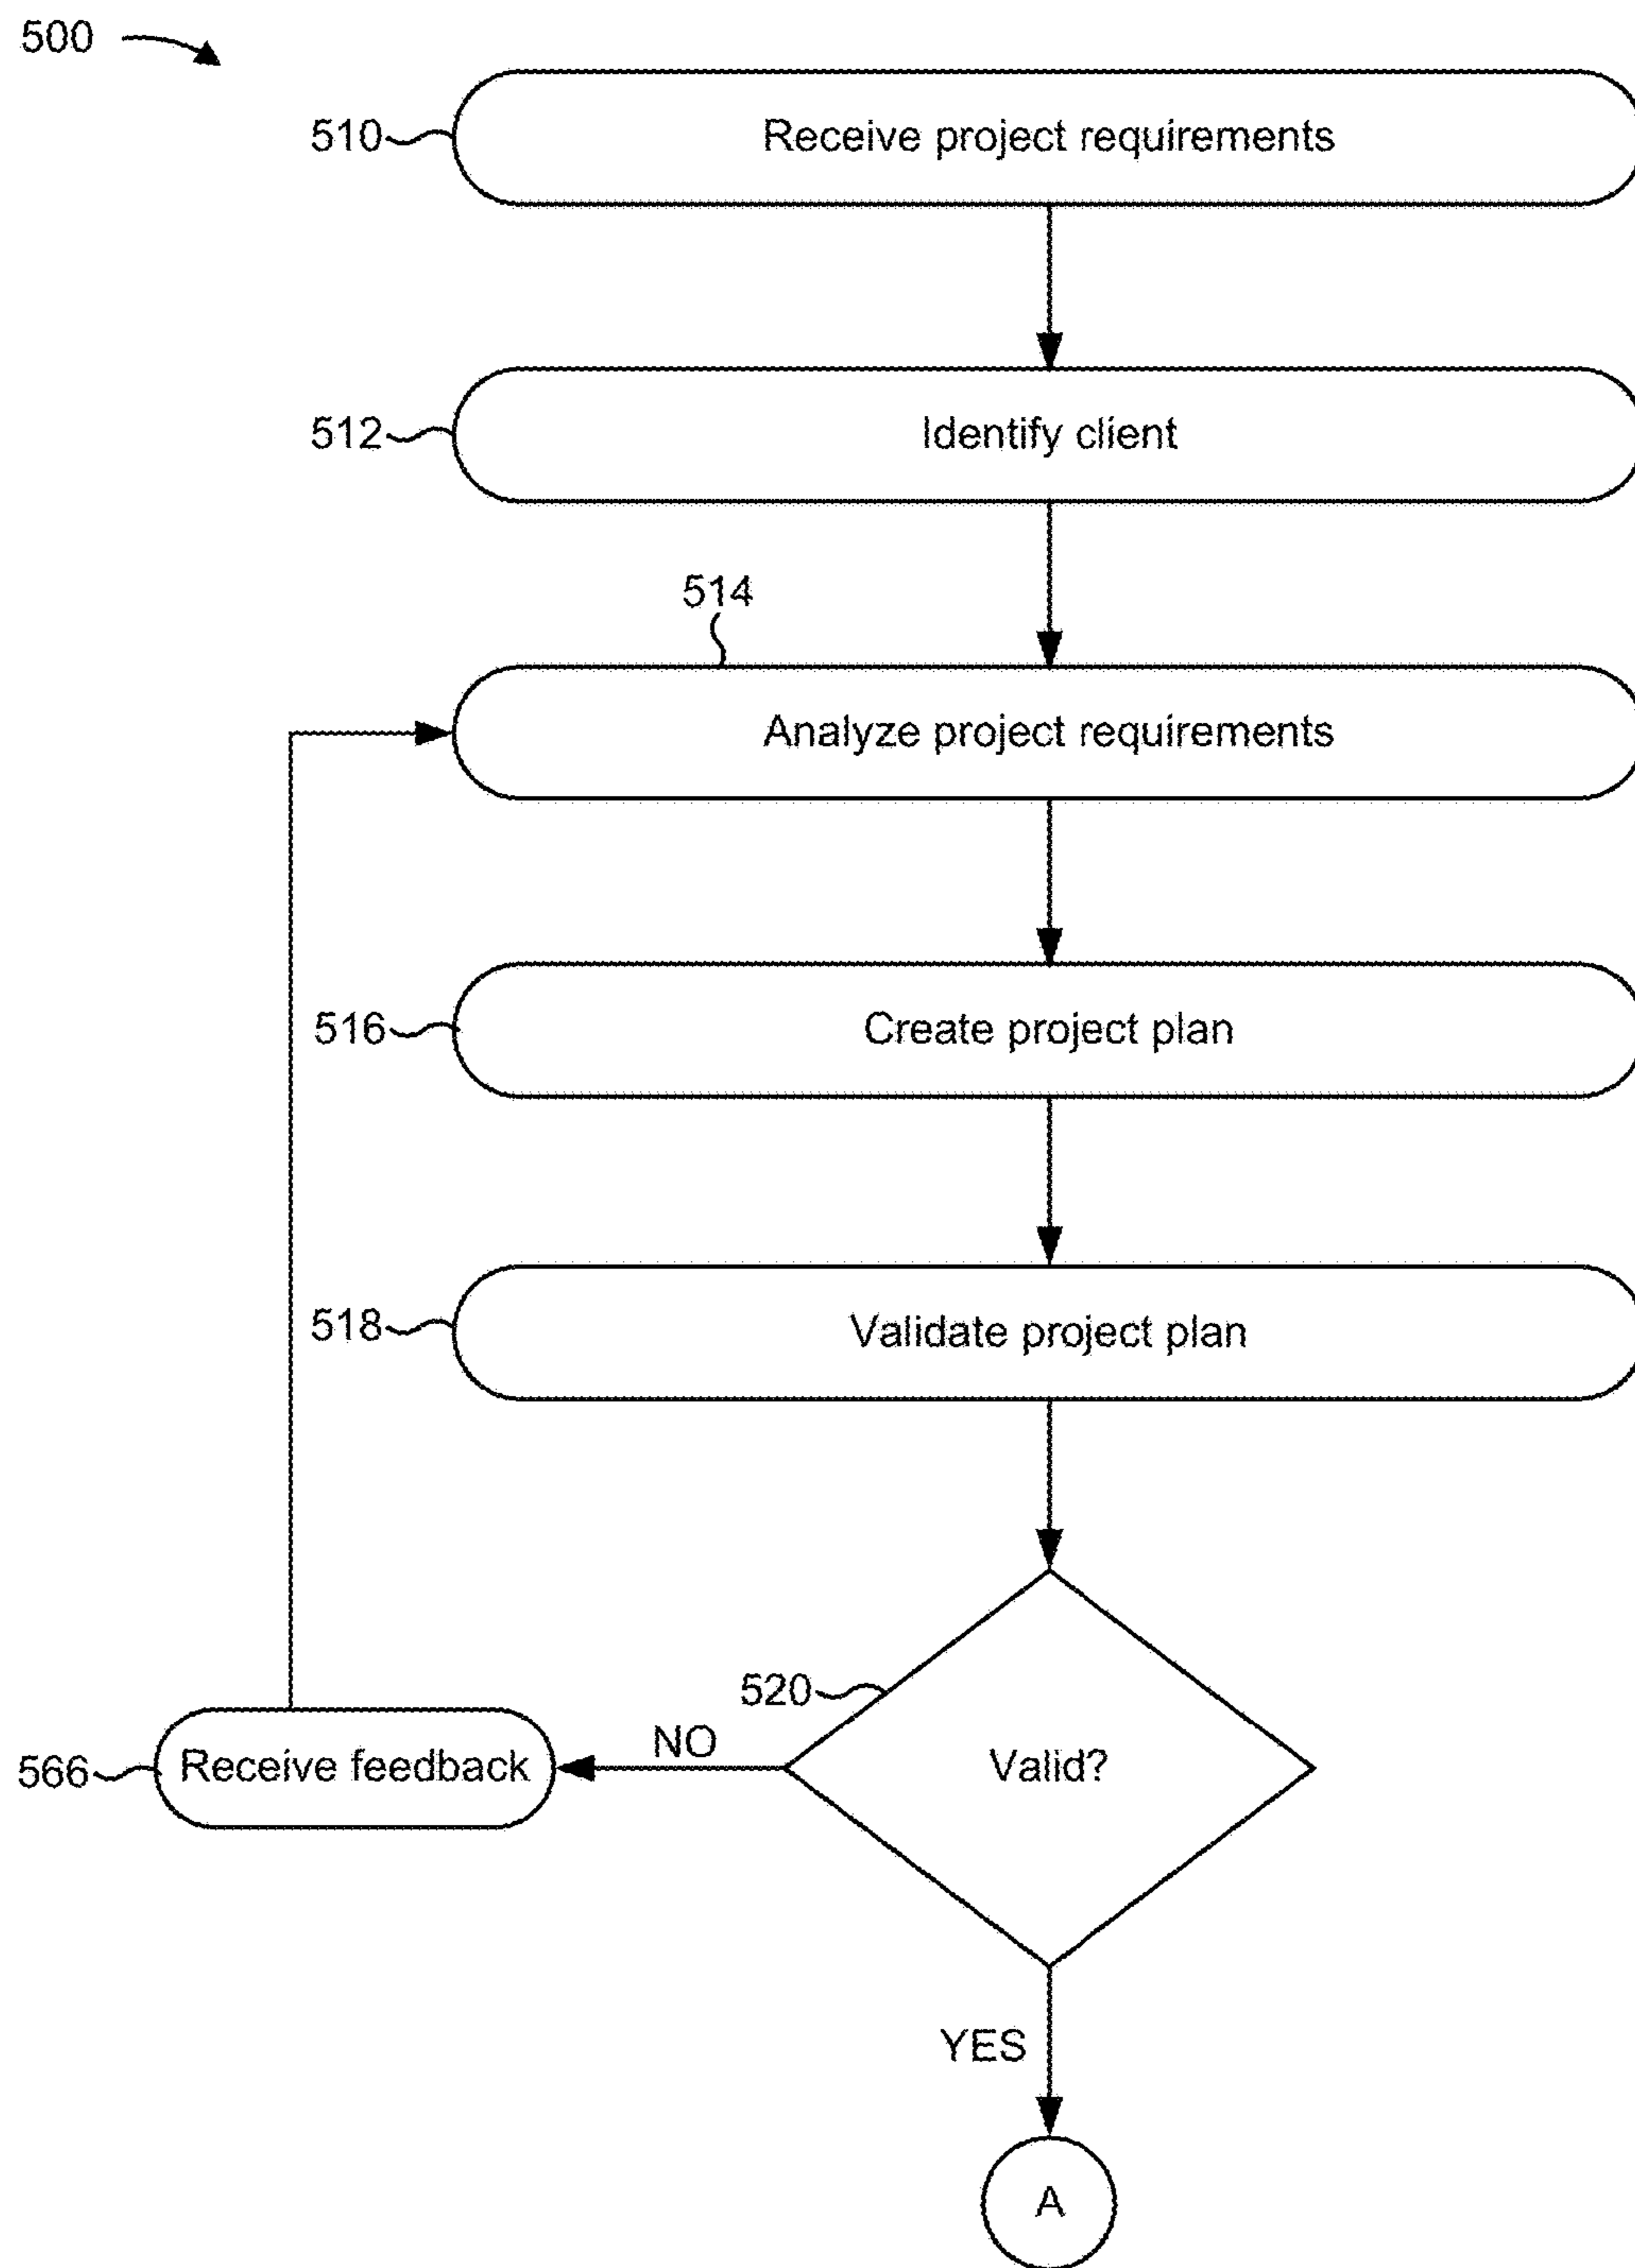 500
510
Receive project requirements
512
Identify client
514
Analyze project requirements
516
Create project plan
518
Validate project plan
520
Valid?
NO
566
Receive feedback
YES
A